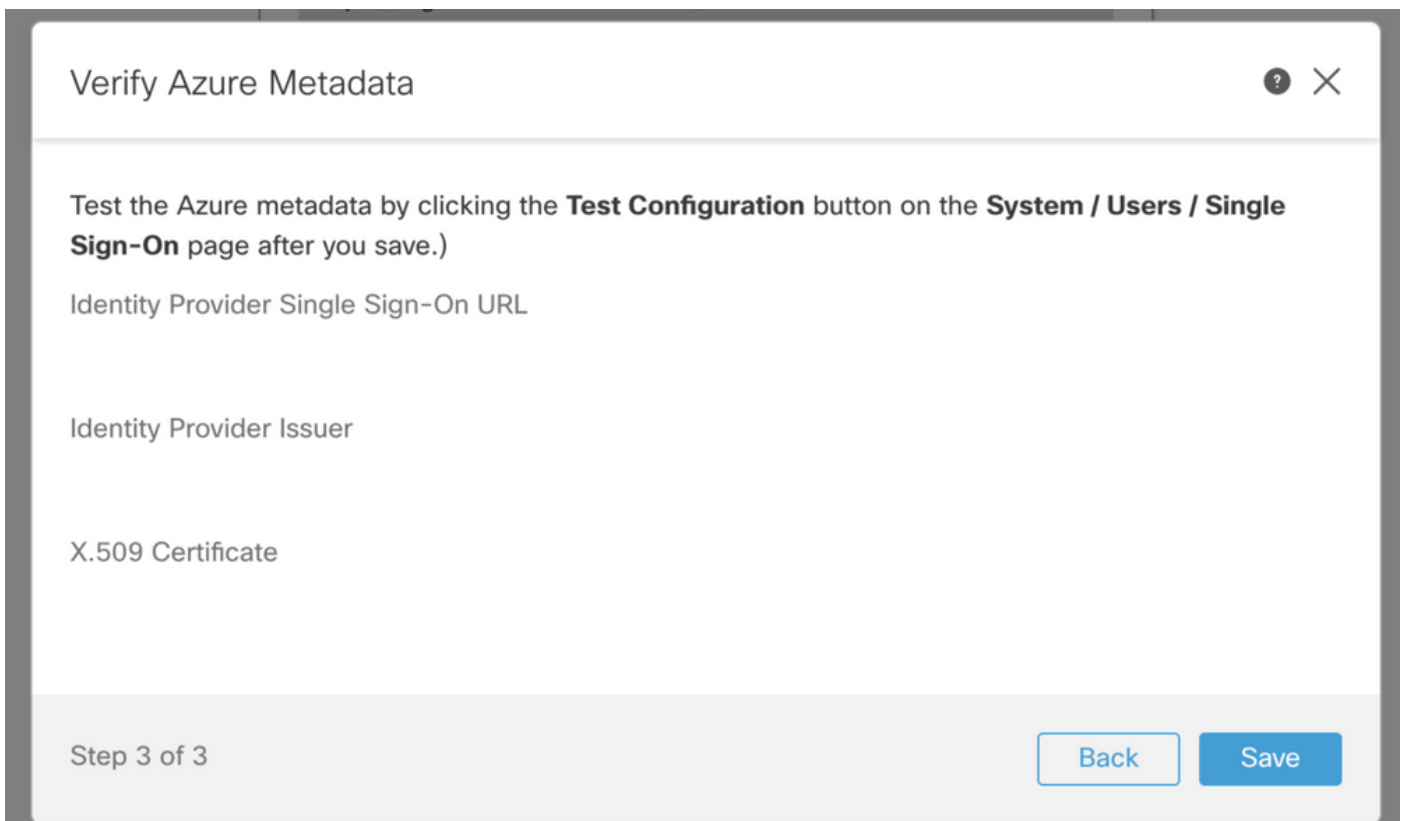 Verify Azure Metadata
?
Test the Azure metadata by clicking the Test Configuration button on the System / Users / Single
Sign-On page after you save.)
Identity Provider Single Sign-On URL
Identity Provider Issuer
X.509 Certificate
Step 3 of 3
Back
Save